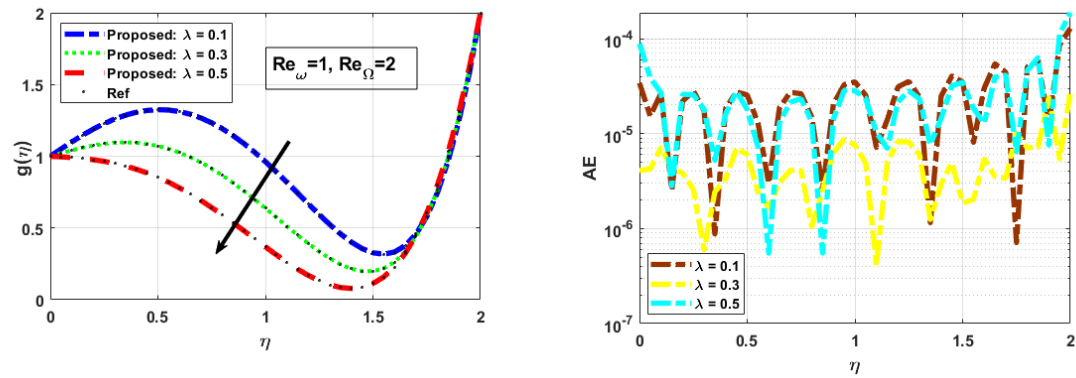 2
1.5
1
0.5
0
g(η)
Proposed: λ = 0.1
Proposed: λ = 0.3
Proposed: λ = 0.5
Ref
Re_ω=1, Re_Ω=2
0 0.5 1 1.5 2
η
10^-4
10^-5
10^-6
10^-7
AE
λ = 0.1
λ = 0.3
λ = 0.5
0 0.5 1 1.5 2
η